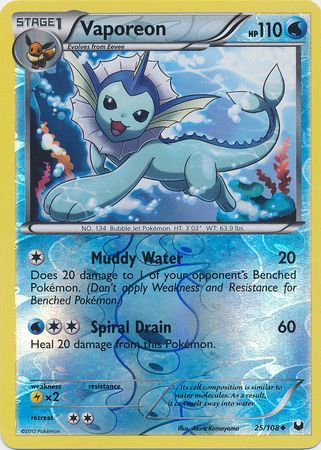 STAGE1
Vaporeon
HP110
Evolves from Eevee
NO. 134 Bubble Jet Pokémon HT: 3'03" WT: 63.9 lbs.
Muddy Water 20
Does 20 damage to 1 of your opponent's Benched
Pokémon. (Don't apply Weakness and Resistance for
Benched Pokémon.)
Spiral Drain 60
Heal 20 damage from this Pokémon.
weakness resistance
×2
retreat
Its cell composition is similar to
water molecules. As a result,
it can melt away into water.
©2012 Pokémon
Illus. Akira Komayama
25/108